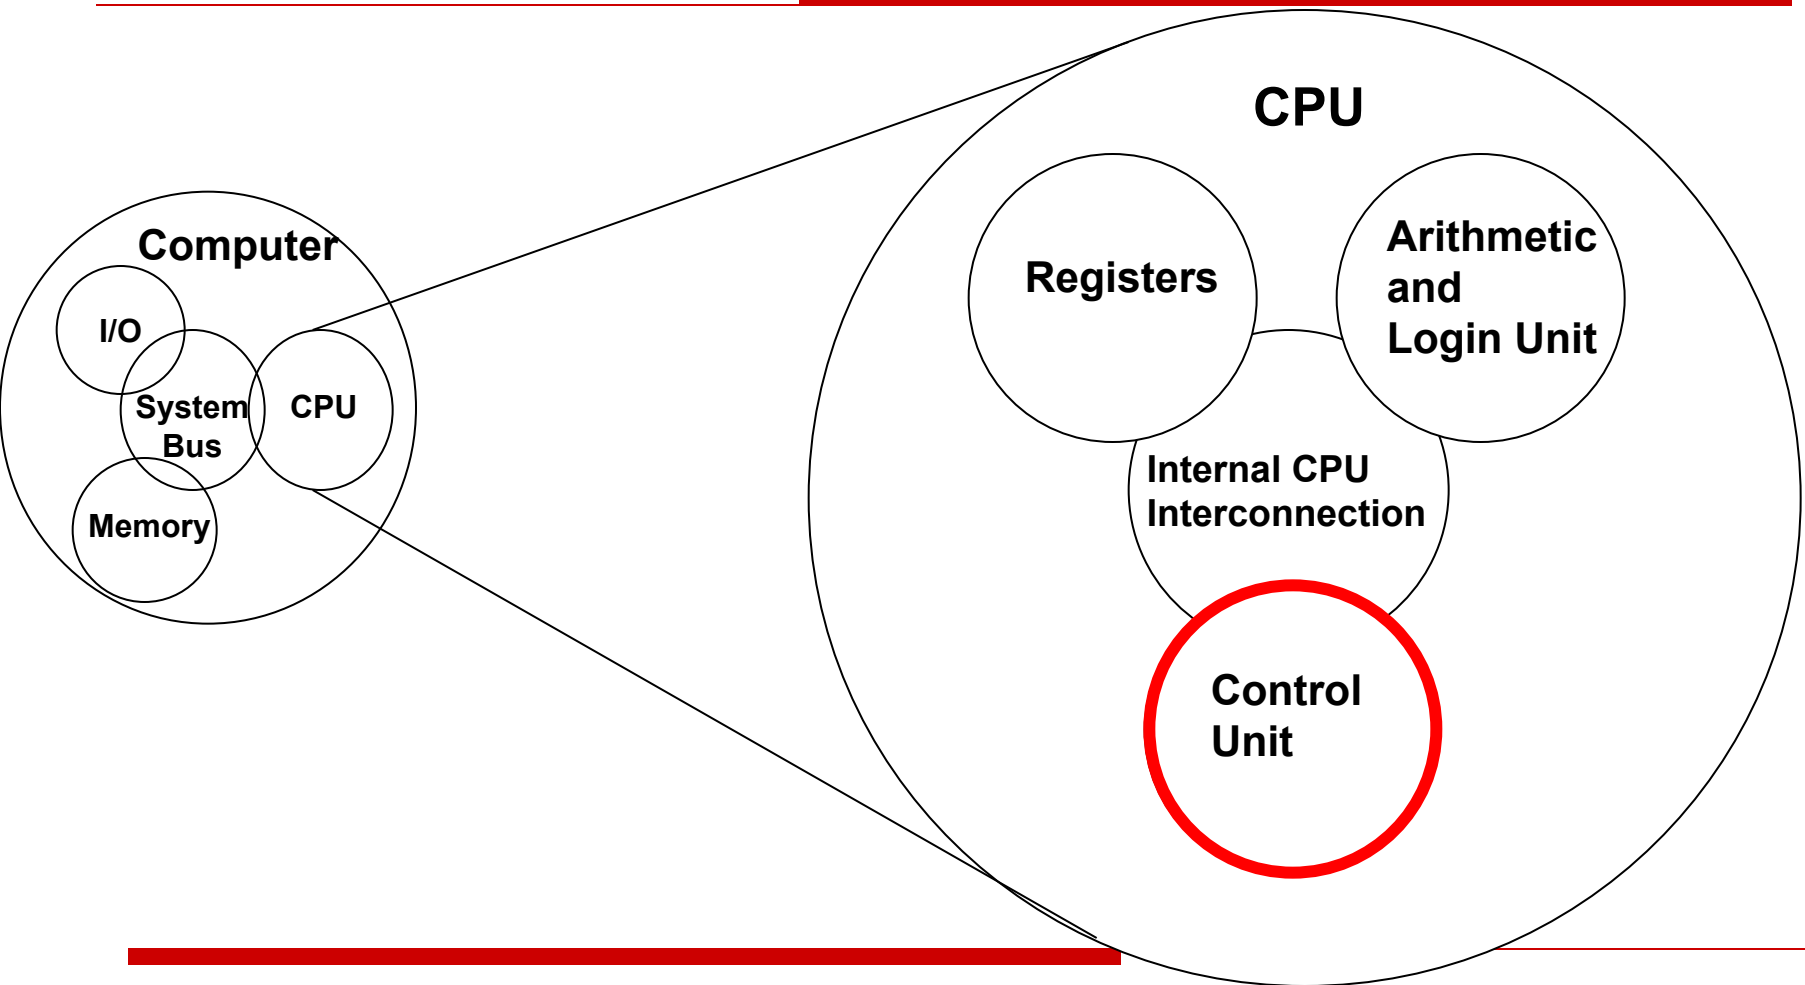 Computer
I/O
System
Bus
CPU
Memory
CPU
Registers
Arithmetic
and
Login Unit
Internal CPU
Interconnection
Control
Unit